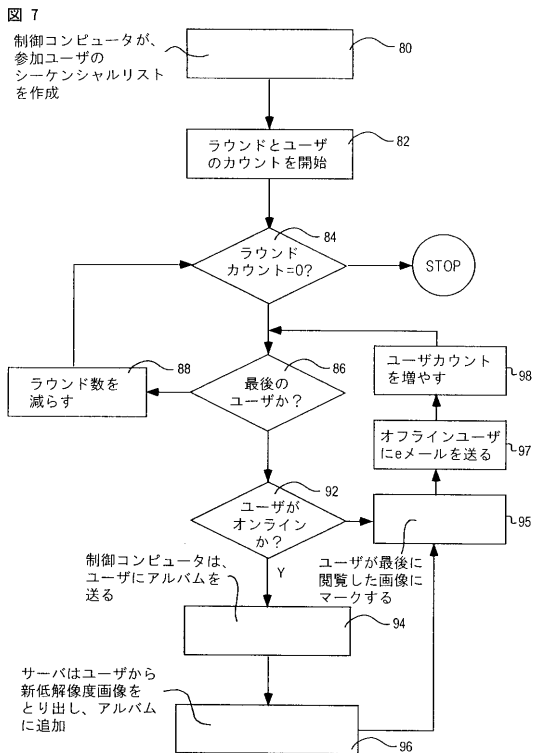 図 7
制御コンピュータが、
参加ユーザの
シーケンシャルリスト
を作成
80
ラウンドとユーザ
のカウントを開始
82
84
ラウンド
カウント=0?
STOP
88
ラウンド数を
減らす
86
最後の
ユーザか?
ユーザカウント
を増やす
98
オフラインユーザ
にeメールを送る
97
92
ユーザが
オンライン
か?
95
ユーザが最後に
閲覧した画像に
マークする
Y
制御コンピュータは、
ユーザにアルバムを
送る
94
サーバはユーザから
新低解像度画像を
とり出し、アルバム
に追加
96